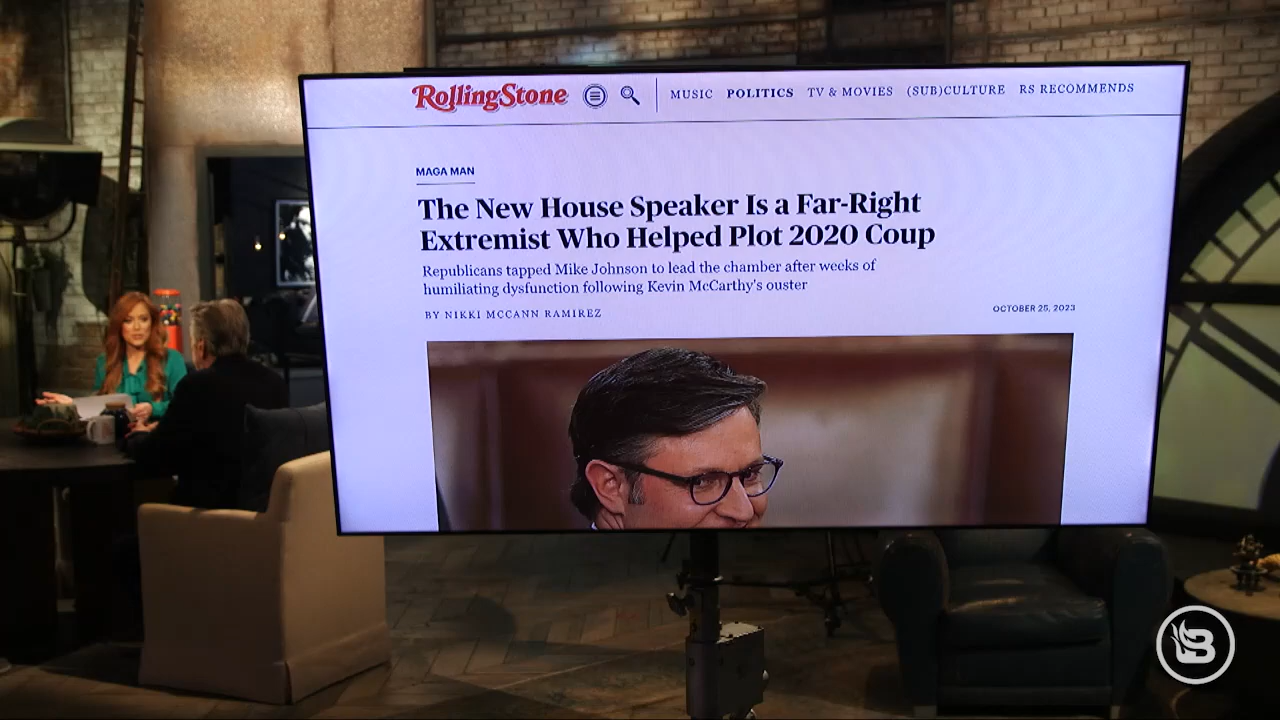 RollingStone
MUSIC POLITICS TV & MOVIES (SUB)CULTURE RS RECOMMENDS
MAGA MAN
The New House Speaker Is a Far-Right
Extremist Who Helped Plot 2020 Coup
Republicans tapped Mike Johnson to lead the chamber after weeks of
humiliating dysfunction following Kevin McCarthy's ouster
BY NIKKI MCCANN RAMIREZ
OCTOBER 25, 2023
B